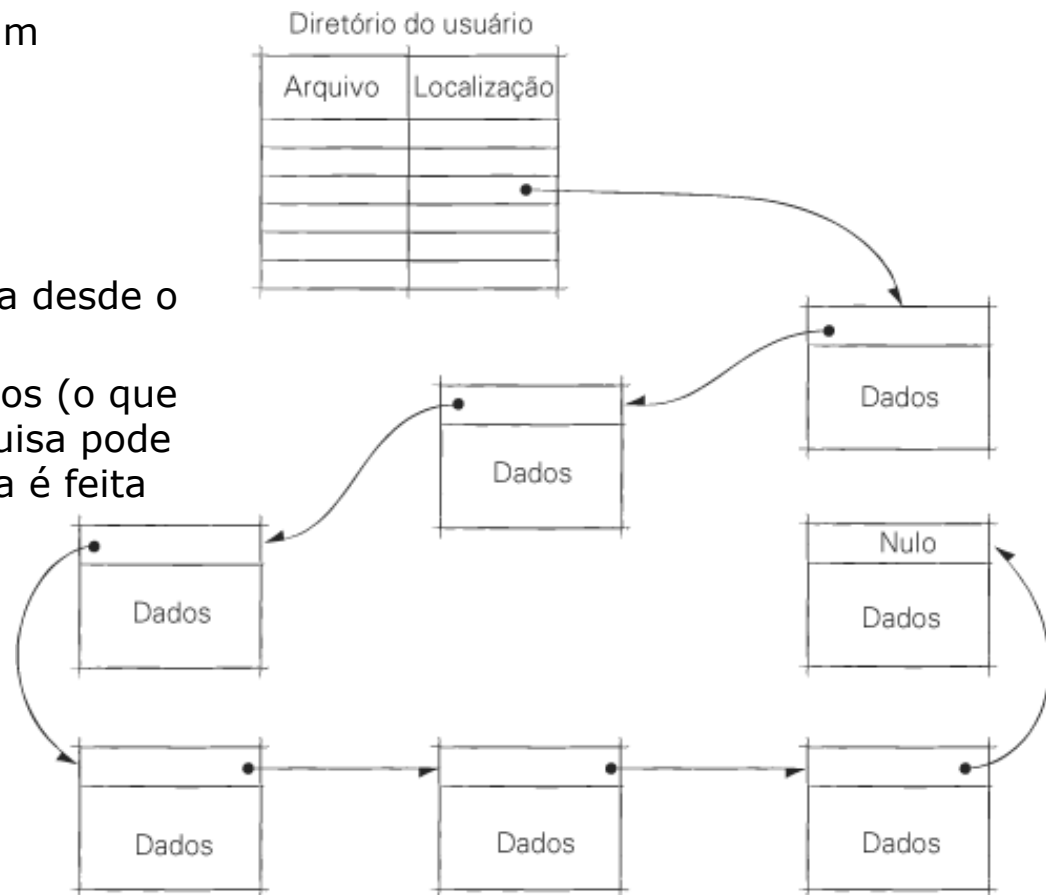 m
Diretório do usuário
Arquivo Localização
a desde o
os (o que
uisa pode
a é feita
Dados
Dados
Dados
Nulo
Dados
Dados
Dados
Dados